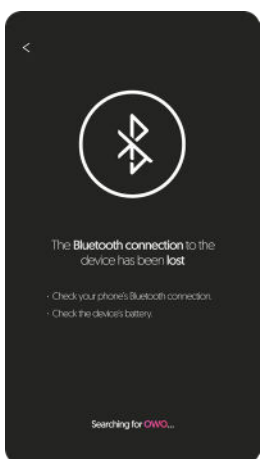 The Bluetooth connection to the
device has been lost
- Check your phone's Bluetooth connection.
- Check the device's battery.
Searching for OWO...